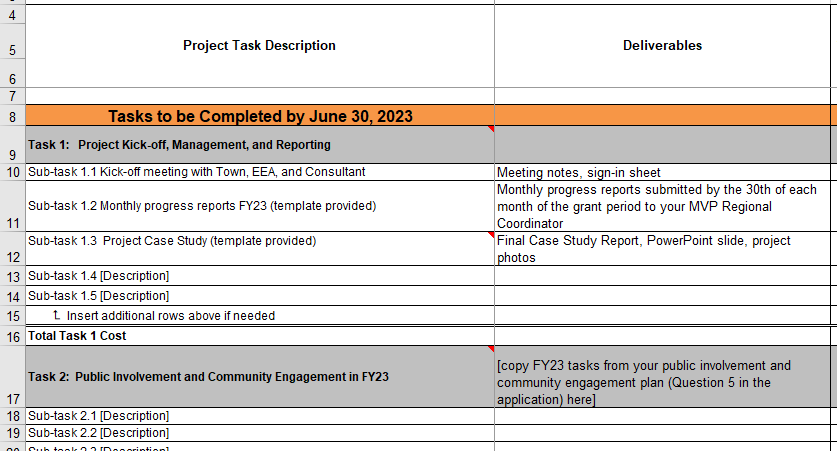 4
Project Task Description Deliverables
5
6
7
8 Tasks to be Completed by June 30, 2023
Task 1: Project Kick-off, Management, and Reporting
9
10 Sub-task 1.1 Kick-off meeting with Town, EEA, and Consultant Meeting notes, sign-in sheet
Monthly progress reports submitted by the 30th of each
Sub-task 1.2 Monthly progress reports FY23 (template provided) month of the grant period to your MVP Regional
11 Coordinator
Sub-task 1.3 Project Case Study (template provided) Final Case Study Report, PowerPoint slide, project
12 photos
13 Sub-task 1.4 [Description]
14 Sub-task 1.5 [Description]
15 Insert additional rows above if needed
16 Total Task 1 Cost
[copy FY23 tasks from your public involvement and
Task 2: Public Involvement and Community Engagement in FY23 community engagement plan (Question 5 in the
17 application) here]
18 Sub-task 2.1 [Description]
19 Sub-task 2.2 [Description]